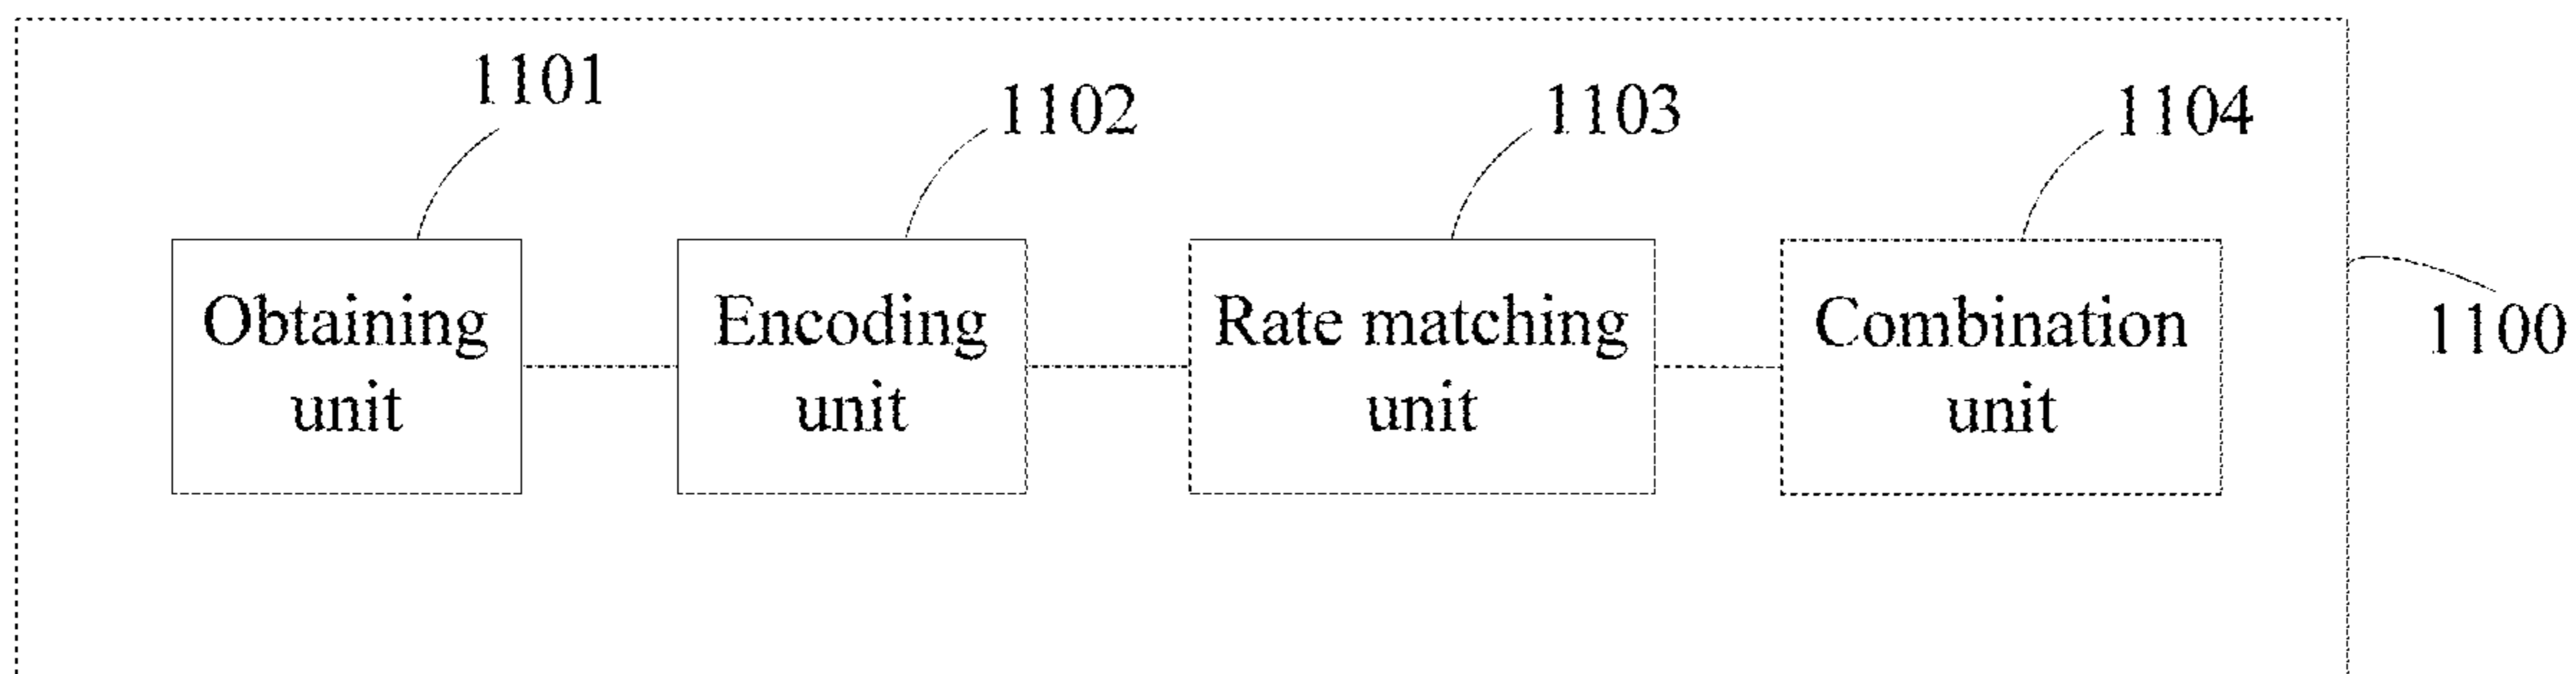 1101
1102
1103
1104
Obtaining
unit
Encoding
unit
Rate matching
unit
Combination
unit
1100